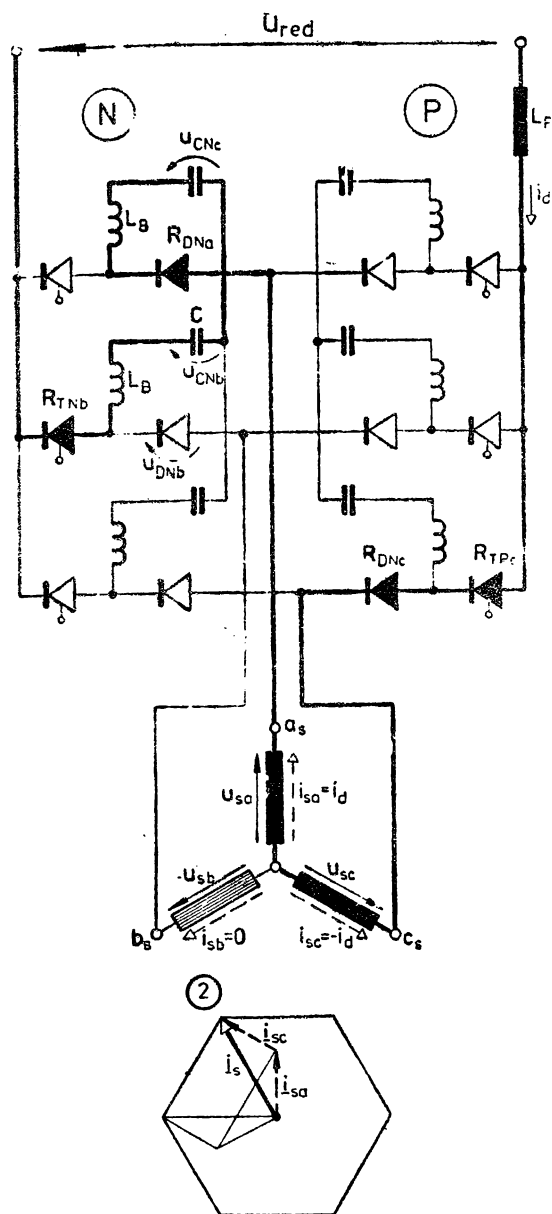 U_red
N
P
u_CNc
L_F
i_d
L_B
R_DNa
C
u_CNb
L_B
R_TNb
u_DNb
R_DNc
R_TPc
a_s
u_sa
i_sa=i_d
-u_sb
u_sc
b_s
i_sb=0
i_sc=-i_d
c_s
2
i_sc
i_s
i_sa